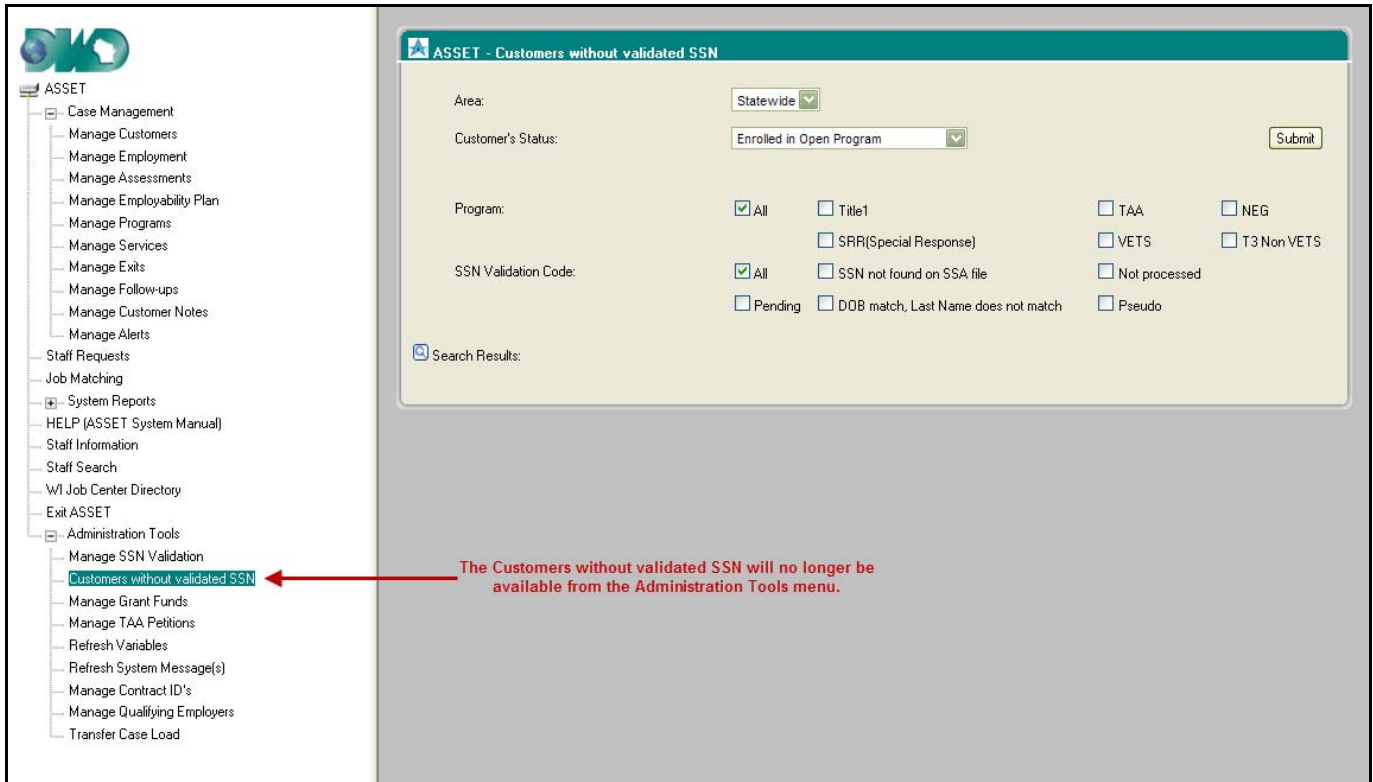 DWD
ASSET
Case Management
Manage Customers
Manage Employment
Manage Assessments
Manage Employability Plan
Manage Programs
Manage Services
Manage Exits
Manage Follow-ups
Manage Customer Notes
Manage Alerts
Staff Requests
Job Matching
System Reports
HELP (ASSET System Manual)
Staff Information
Staff Search
WI Job Center Directory
Exit ASSET
Administration Tools
Manage SSN Validation
Customers without validated SSN
Manage Grant Funds
Manage TAA Petitions
Refresh Variables
Refresh System Message(s)
Manage Contract ID's
Manage Qualifying Employers
Transfer Case Load
ASSET - Customers without validated SSN
Area: Statewide
Customer's Status: Enrolled in Open Program Submit
Program: All Title1 TAA NEG
SRR(Special Response) VETS T3 Non VETS
SSN Validation Code: All SSN not found on SSA file Not processed
Pending DOB match, Last Name does not match Pseudo
Search Results:
The Customers without validated SSN will no longer be
available from the Administration Tools menu.